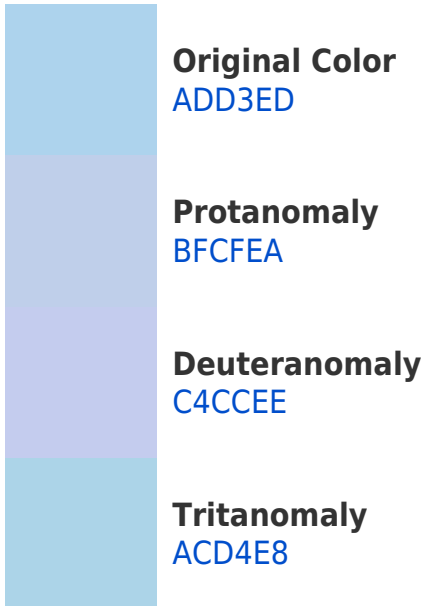 Original Color
ADD3ED
Protanomaly
BFCFEA
Deuteranomaly
C4CCEE
Tritanomaly
ACD4E8